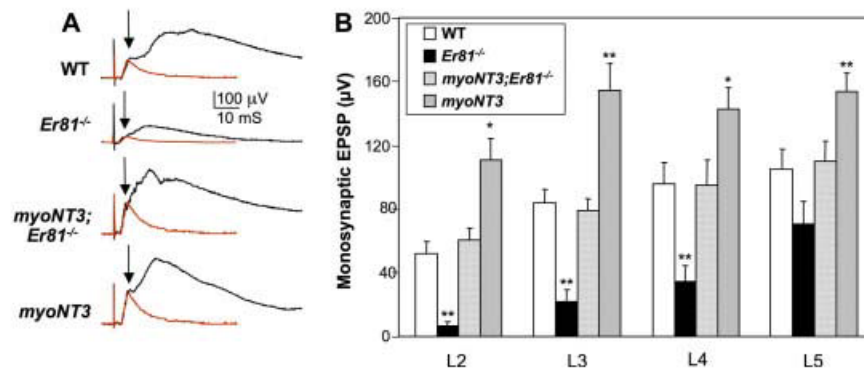 A
WT
100 µV
10 mS
Er81-/-
myoNT3;
Er81-/-
myoNT3
B
WT
Er81-/-
myoNT3;Er81-/-
myoNT3
Monosynaptic EPSP (µV)
200
160
120
80
40
0
*
**
**
**
*
**
**
L2
L3
L4
L5